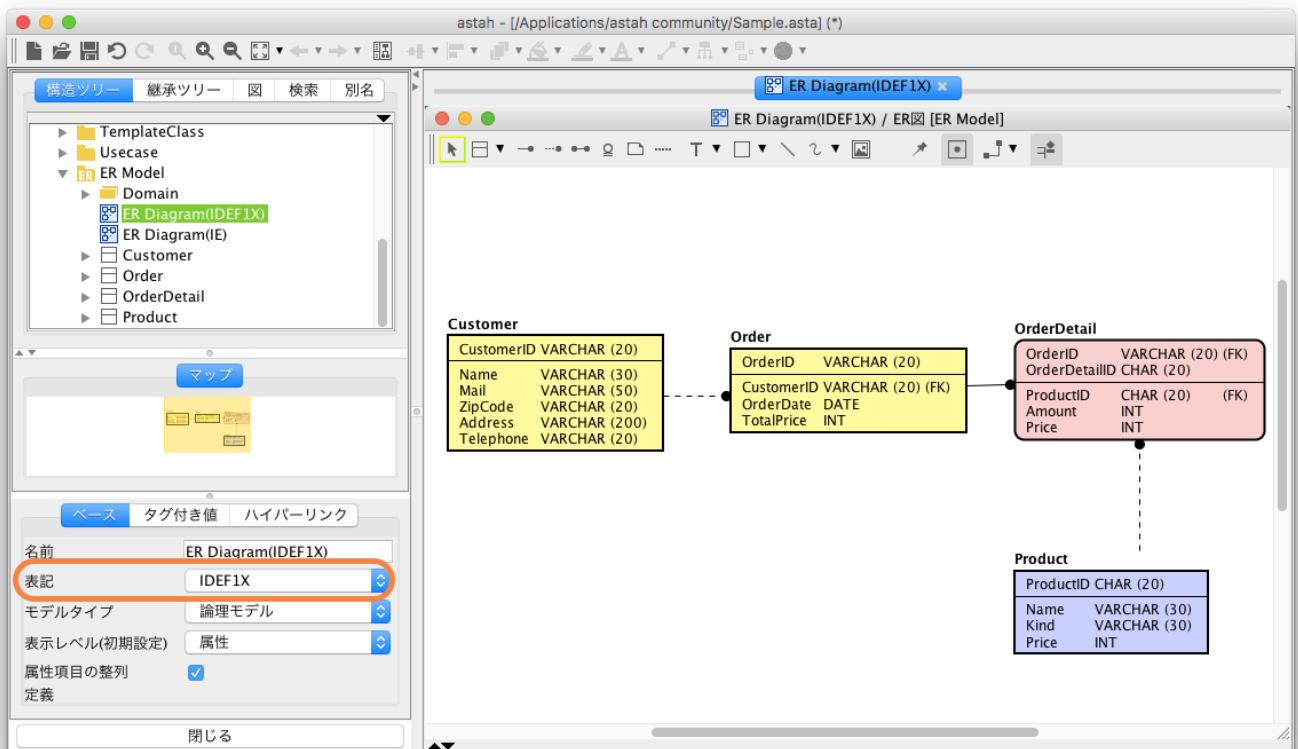 astah - [/Applications/astah community/Sample.asta] (*)
構造ツリー 継承ツリー 図 検索 別名
TemplateClass
Usecase
ER ER Model
Domain
ER Diagram(IDEF1X)
ER Diagram(IE)
Customer
Order
OrderDetail
Product
マップ
ベース タグ付き値 ハイパーリンク
名前 ER Diagram(IDEF1X)
表記 IDEF1X
モデルタイプ 論理モデル
表示レベル(初期設定) 属性
属性項目の整列
定義
閉じる
ER Diagram(IDEF1X)
ER Diagram(IDEF1X) / ER図 [ER Model]
T
Customer
CustomerID VARCHAR (20)
Name VARCHAR (30)
Mail VARCHAR (50)
ZipCode VARCHAR (20)
Address VARCHAR (200)
Telephone VARCHAR (20)
Order
OrderID VARCHAR (20)
CustomerID VARCHAR (20) (FK)
OrderDate DATE
TotalPrice INT
OrderDetail
OrderID VARCHAR (20) (FK)
OrderDetailID CHAR (20)
ProductID CHAR (20) (FK)
Amount INT
Price INT
Product
ProductID CHAR (20)
Name VARCHAR (30)
Kind VARCHAR (30)
Price INT